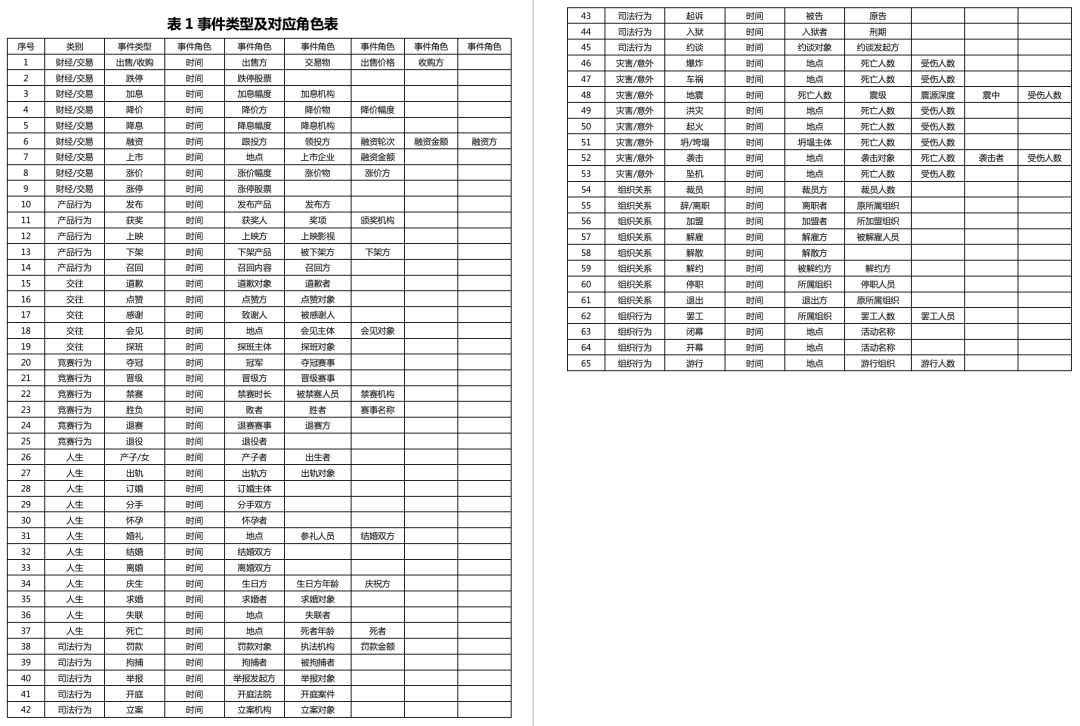 表 1 事件类型及对应角色表
序号 类别 事件类型 事件角色 事件角色 事件角色 事件角色 事件角色 事件角色
1 财经/交易 出售/收购 时间 出售方 交易物 出售价格 收购方
2 财经/交易 跌停 时间 跌停股票
3 财经/交易 加息 时间 加息幅度 加息机构
4 财经/交易 降价 时间 降价方 降价物 降价幅度
5 财经/交易 降息 时间 降息幅度 降息机构
6 财经/交易 融资 时间 跟投方 领投方 融资轮次 融资金额 融资方
7 财经/交易 上市 时间 地点 上市企业 融资金额
8 财经/交易 涨价 时间 涨价幅度 涨价物 涨价方
9 财经/交易 涨停 时间 涨停股票
10 产品行为 发布 时间 发布产品 发布方
11 产品行为 获奖 时间 获奖人 奖项 颁奖机构
12 产品行为 上映 时间 上映方 上映影视
13 产品行为 下架 时间 下架产品 被下架方 下架方
14 产品行为 召回 时间 召回内容 召回方
15 交往 道歉 时间 道歉对象 道歉者
16 交往 点赞 时间 点赞方 点赞对象
17 交往 感谢 时间 致谢人 被感谢人
18 交往 会见 时间 地点 会见主体 会见对象
19 交往 探班 时间 探班主体 探班对象
20 竞赛行为 夺冠 时间 冠军 夺冠赛事
21 竞赛行为 晋级 时间 晋级方 晋级赛事
22 竞赛行为 禁赛 时间 禁赛时长 被禁赛人员 禁赛机构
23 竞赛行为 胜负 时间 败者 胜者 赛事名称
24 竞赛行为 退赛 时间 退赛赛事 退赛方
25 竞赛行为 退役 时间 退役者
26 人生 产子/女 时间 产子者 出生者
27 人生 出轨 时间 出轨方 出轨对象
28 人生 订婚 时间 订婚主体
29 人生 分手 时间 分手双方
30 人生 怀孕 时间 怀孕者
31 人生 婚礼 时间 地点 参礼人员 结婚双方
32 人生 结婚 时间 结婚双方
33 人生 离婚 时间 离婚双方
34 人生 庆生 时间 生日方 生日方年龄 庆祝方
35 人生 求婚 时间 求婚者 求婚对象
36 人生 失联 时间 地点 失联者
37 人生 死亡 时间 地点 死者年龄 死者
38 司法行为 罚款 时间 罚款对象 执法机构 罚款金额
39 司法行为 拘捕 时间 拘捕者 被拘捕者
40 司法行为 举报 时间 举报发起方 举报对象
41 司法行为 开庭 时间 开庭法院 开庭案件
42 司法行为 立案 时间 立案机构 立案对象
43 司法行为 起诉 时间 被告 原告
44 司法行为 入狱 时间 入狱者 刑期
45 司法行为 约谈 时间 约谈对象 约谈发起方
46 灾害/意外 爆炸 时间 地点 死亡人数 受伤人数
47 灾害/意外 车祸 时间 地点 死亡人数 受伤人数
48 灾害/意外 地震 时间 死亡人数 震级 震源深度 震中 受伤人数
49 灾害/意外 洪灾 时间 地点 死亡人数 受伤人数
50 灾害/意外 起火 时间 地点 死亡人数 受伤人数
51 灾害/意外 坍/垮塌 时间 坍塌主体 死亡人数 受伤人数
52 灾害/意外 袭击 时间 地点 袭击对象 死亡人数 袭击者 受伤人数
53 灾害/意外 坠机 时间 地点 死亡人数 受伤人数
54 组织关系 裁员 时间 裁员方 裁员人数
55 组织关系 辞/离职 时间 离职者 原所属组织
56 组织关系 加盟 时间 加盟者 所加盟组织
57 组织关系 解雇 时间 解雇方 被解雇人员
58 组织关系 解散 时间 解散方
59 组织关系 解约 时间 被解约方 解约方
60 组织关系 停职 时间 所属组织 停职人员
61 组织关系 退出 时间 退出方 原所属组织
62 组织行为 罢工 时间 所属组织 罢工人数 罢工人员
63 组织行为 闭幕 时间 地点 活动名称
64 组织行为 开幕 时间 地点 活动名称
65 组织行为 游行 时间 地点 游行组织 游行人数